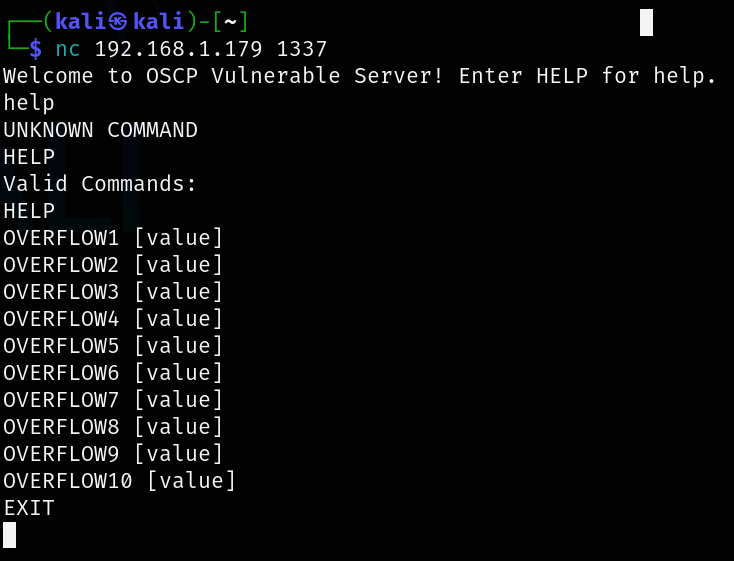 ┌──(kali㉿kali)-[~]
└─$ nc 192.168.1.179 1337
Welcome to OSCP Vulnerable Server! Enter HELP for help.
help
UNKNOWN COMMAND
HELP
Valid Commands:
HELP
OVERFLOW1 [value]
OVERFLOW2 [value]
OVERFLOW3 [value]
OVERFLOW4 [value]
OVERFLOW5 [value]
OVERFLOW6 [value]
OVERFLOW7 [value]
OVERFLOW8 [value]
OVERFLOW9 [value]
OVERFLOW10 [value]
EXIT